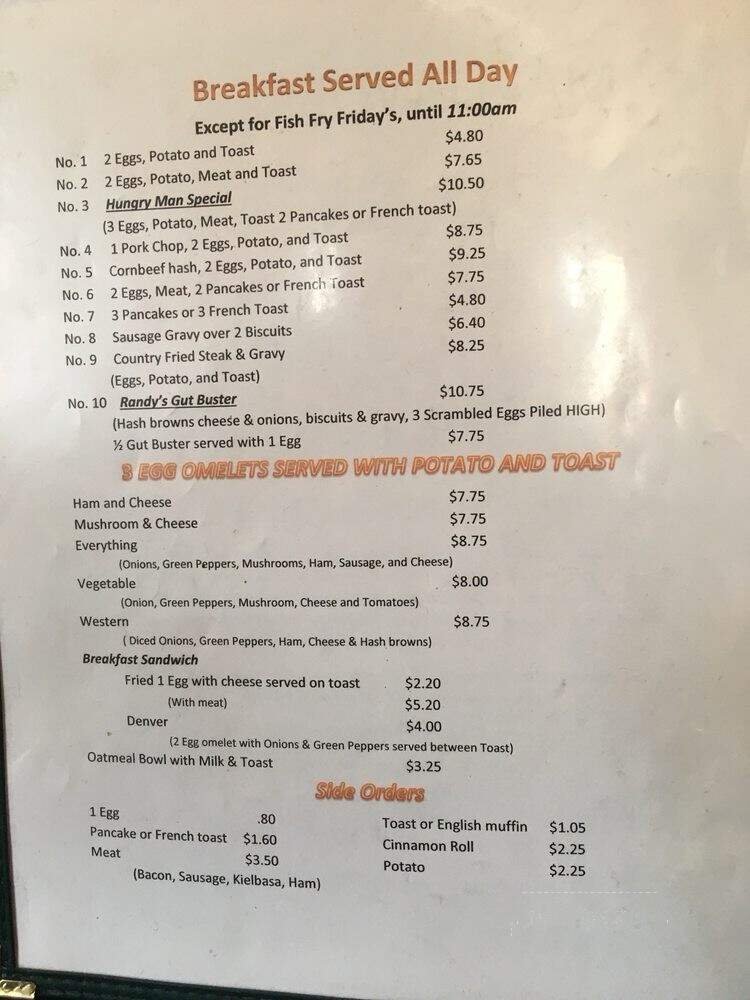 Breakfast Served All Day
Except for Fish Fry Friday's, until 11:00am
No. 1 2 Eggs, Potato and Toast $4.80
No. 2 2 Eggs, Potato, Meat and Toast $7.65
No. 3 Hungry Man Special $10.50
(3 Eggs, Potato, Meat, Toast 2 Pancakes or French toast)
No. 4 1 Pork Chop, 2 Eggs, Potato, and Toast $8.75
No. 5 Cornbeef hash, 2 Eggs, Potato, and Toast $9.25
No. 6 2 Eggs, Meat, 2 Pancakes or French Toast $7.75
No. 7 3 Pancakes or 3 French Toast $4.80
No. 8 Sausage Gravy over 2 Biscuits $6.40
No. 9 Country Fried Steak & Gravy $8.25
(Eggs, Potato, and Toast)
No. 10 Randy's Gut Buster $10.75
(Hash browns cheese & onions, biscuits & gravy, 3 Scrambled Eggs Piled HIGH)
½ Gut Buster served with 1 Egg $7.75
3 EGG OMELETS SERVED WITH POTATO AND TOAST
Ham and Cheese $7.75
Mushroom & Cheese $7.75
Everything $8.75
(Onions, Green Peppers, Mushrooms, Ham, Sausage, and Cheese)
Vegetable $8.00
(Onion, Green Peppers, Mushroom, Cheese and Tomatoes)
Western $8.75
( Diced Onions, Green Peppers, Ham, Cheese & Hash browns)
Breakfast Sandwich
Fried 1 Egg with cheese served on toast $2.20
(With meat) $5.20
Denver $4.00
(2 Egg omelet with Onions & Green Peppers served between Toast)
Oatmeal Bowl with Milk & Toast $3.25
Side Orders
1 Egg .80
Pancake or French toast $1.60
Meat $3.50
(Bacon, Sausage, Kielbasa, Ham)
Toast or English muffin $1.05
Cinnamon Roll $2.25
Potato $2.25